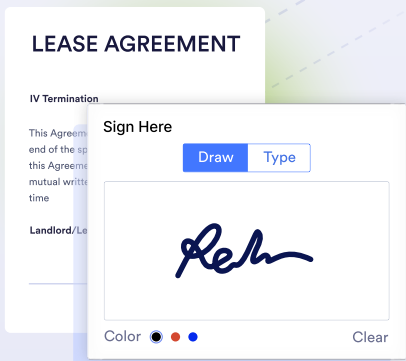 LEASE AGREEMENT
IV Termination
This Agreeme
end of the sp
this Agreeme
mutual writte
time
Landlord/Le
Sign Here
Draw Type
Color Clear